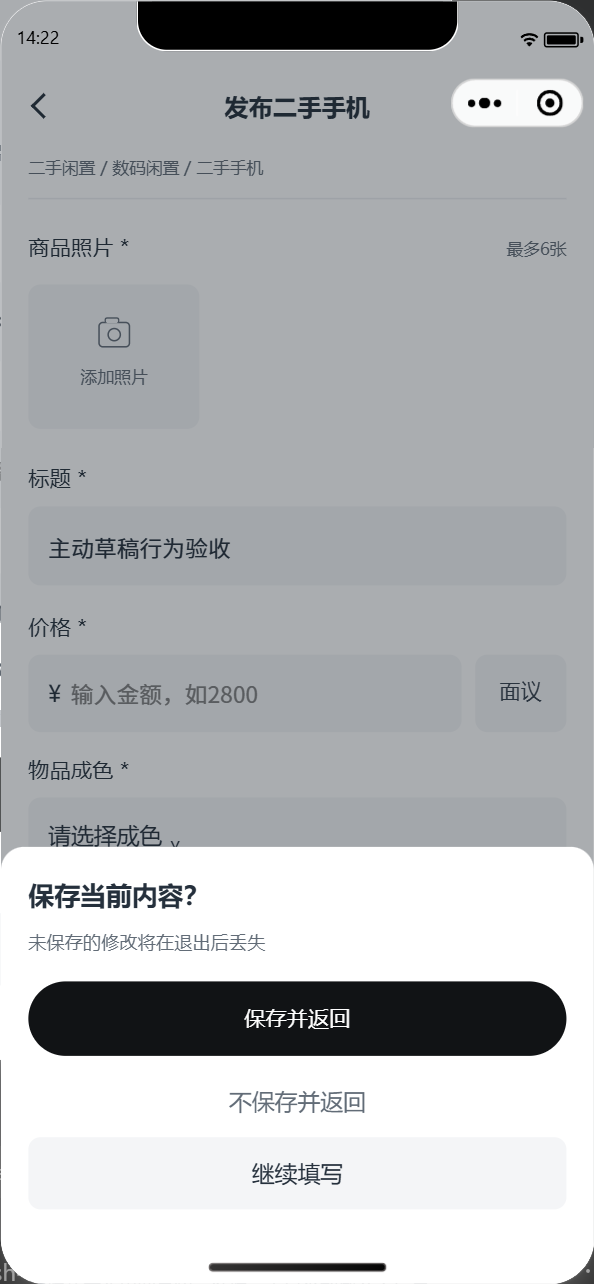 14:22
发布二手手机
二手闲置 / 数码闲置 / 二手手机
商品照片 *
最多6张
添加照片
标题 *
主动草稿行为验收
价格 *
¥ 输入金额，如2800
面议
物品成色 *
请选择成色
保存当前内容？
未保存的修改将在退出后丢失
保存并返回
不保存并返回
继续填写